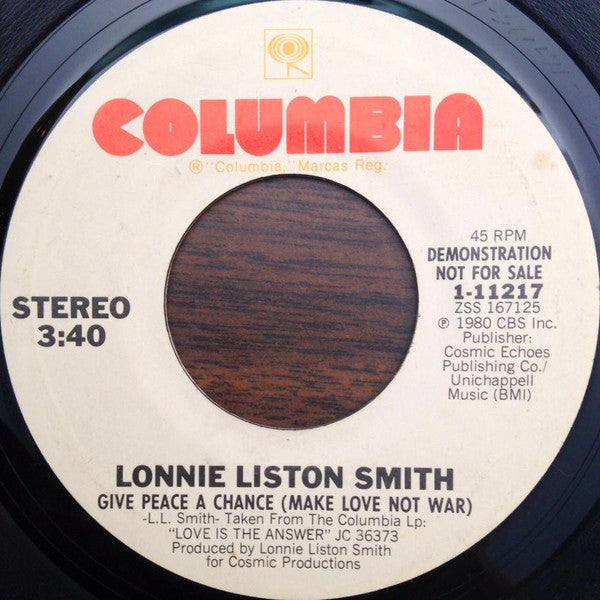 COLUMBIA
® "Columbia," Marcas Reg.
STEREO
3:40
45 RPM
DEMONSTRATION
NOT FOR SALE
1-11217
ZSS 167125
℗ 1980 CBS Inc.
Publisher:
Cosmic Echoes
Publishing Co./
Unichappell
Music (BMI)
LONNIE LISTON SMITH
GIVE PEACE A CHANCE (MAKE LOVE NOT WAR)
-L.L. Smith- Taken From The Columbia Lp:
"LOVE IS THE ANSWER" JC 36373
Produced by Lonnie Liston Smith
for Cosmic Productions